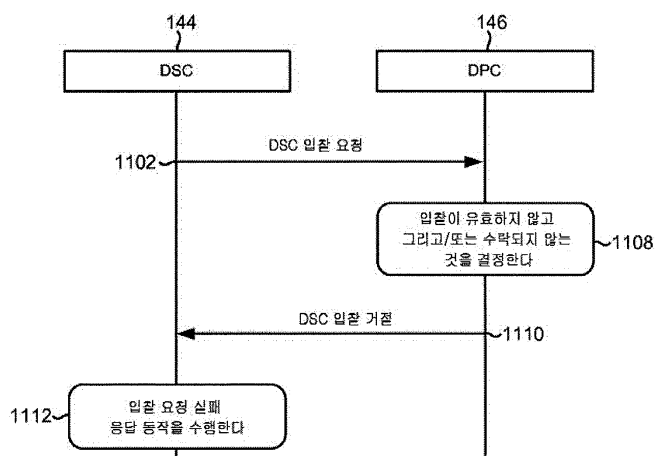 144
146
DSC
DPC
DSC 입찰 요청
1102
입찰이 유효하지 않고
그리고/또는 수락되지 않는
것을 결정한다
1108
DSC 입찰 거절
1110
1112
입찰 요청 실패
응답 동작을 수행한다